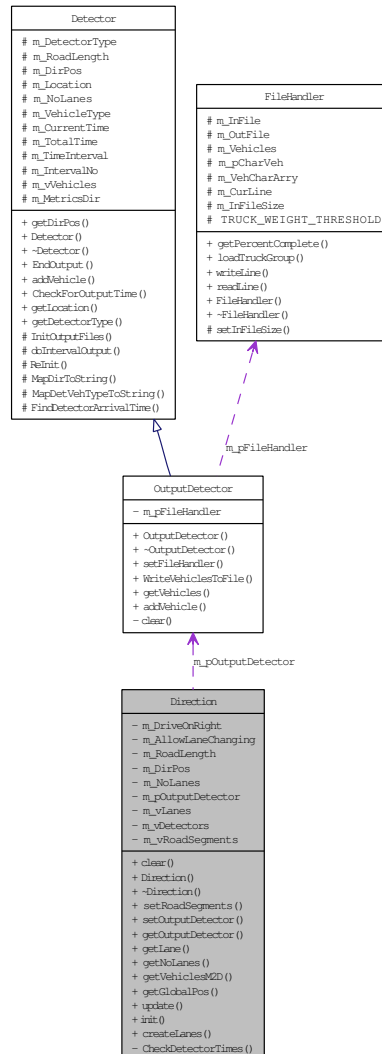 Detector
# m_DetectorType
# m_RoadLength
# m_DirPos
# m_Location
# m_NoLanes
# m_VehicleType
# m_CurrentTime
# m_TotalTime
# m_TimeInterval
# m_IntervalNo
# m_vVehicles
# m_MetricsDir
+ getDirPos()
+ Detector()
+ ~Detector()
+ EndOutput()
+ addVehicle()
+ CheckForOutputTime()
+ getLocation()
+ getDetectorType()
# InitOutputFiles()
# doIntervalOutput()
# ReInit()
# MapDirToString()
# MapDetVehTypeToString()
# FindDetectorArrivalTime()
FileHandler
# m_InFile
# m_OutFile
# m_Vehicles
# m_pCharVeh
# m_VehCharArry
# m_CurLine
# m_InFileSize
# TRUCK_WEIGHT_THRESHOLD
+ getPercentComplete()
+ loadTruckGroup()
+ writeLine()
+ readLine()
+ FileHandler()
+ ~FileHandler()
# setInFileSize()
m_pFileHandler
OutputDetector
- m_pFileHandler
+ OutputDetector()
+ ~OutputDetector()
+ setFileHandler()
+ WriteVehiclesToFile()
+ getVehicles()
+ addVehicle()
- clear()
m_pOutputDetector
Direction
- m_DriveOnRight
- m_AllowLaneChanging
- m_RoadLength
- m_DirPos
- m_NoLanes
- m_pOutputDetector
- m_vLanes
- m_vDetectors
- m_vRoadSegments
+ clear()
+ Direction()
+ ~Direction()
+ setRoadSegments()
+ setOutputDetector()
+ getOutputDetector()
+ getLane()
+ getNoLanes()
+ getVehiclesM2D()
+ getGlobalPos()
+ update()
+ init()
+ createLanes()
- CheckDetectorTimes()